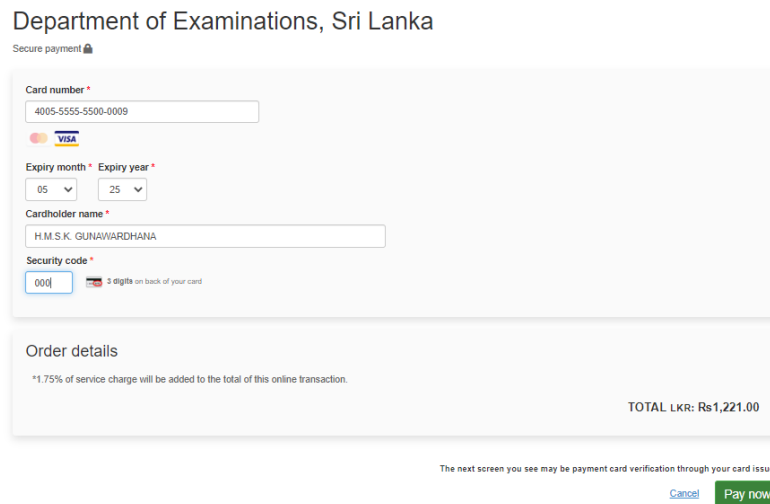 Department of Examinations, Sri Lanka
Secure payment
Card number *
4005-5555-5500-0009
VISA
Expiry month * Expiry year *
05 25
Cardholder name *
H.M.S.K. GUNAWARDHANA
Security code *
000 3 digits on back of your card
Order details
*1.75% of service charge will be added to the total of this online transaction.
TOTAL LKR: Rs1,221.00
The next screen you see may be payment card verification through your card issu
Cancel Pay now